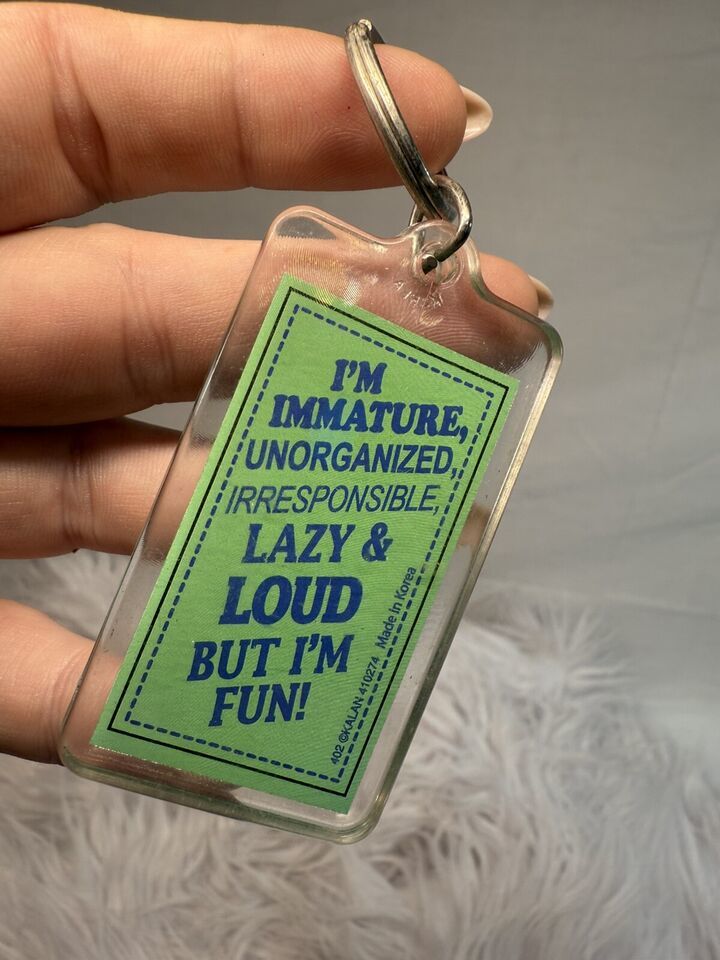 I'M
IMMATURE,
UNORGANIZED,
IRRESPONSIBLE,
LAZY &
LOUD
BUT I'M
FUN!
402 ©KALAN 410274 Made in Korea